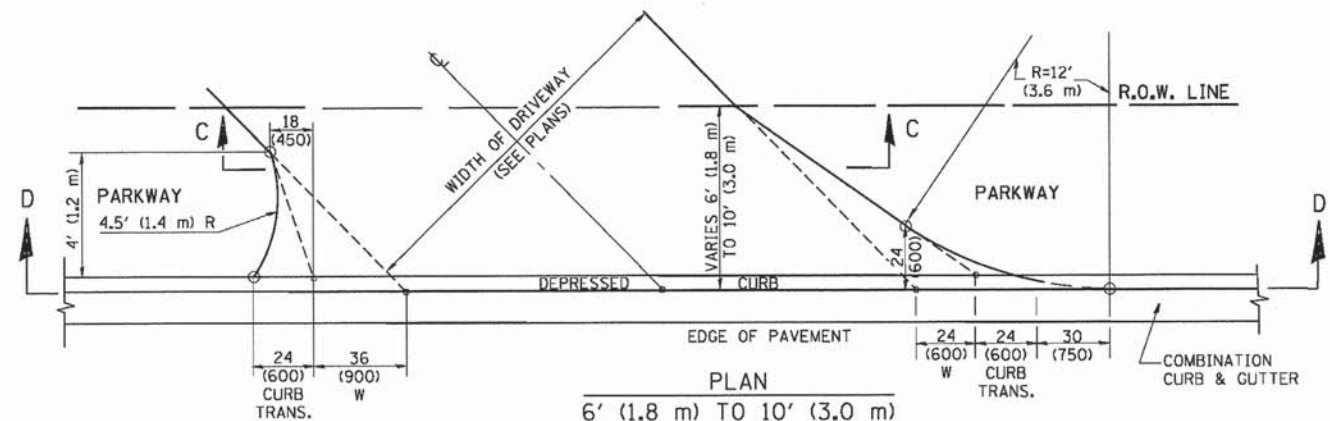 R=12'
(3.6 m)
R.O.W. LINE
C
18
(450)
WIDTH OF DRIVEWAY
(SEE PLANS)
℄
C
D
4' (1.2 m)
PARKWAY
4.5' (1.4 m) R
VARIES 6' (1.8 m)
TO 10' (3.0 m)
PARKWAY
D
24
(600)
DEPRESSED CURB
EDGE OF PAVEMENT
24
(600)
CURB
TRANS.
36
(900)
W
24
(600)
W
24
(600)
CURB
TRANS.
30
(750)
COMBINATION
CURB & GUTTER
PLAN
6' (1.8 m) TO 10' (3.0 m)